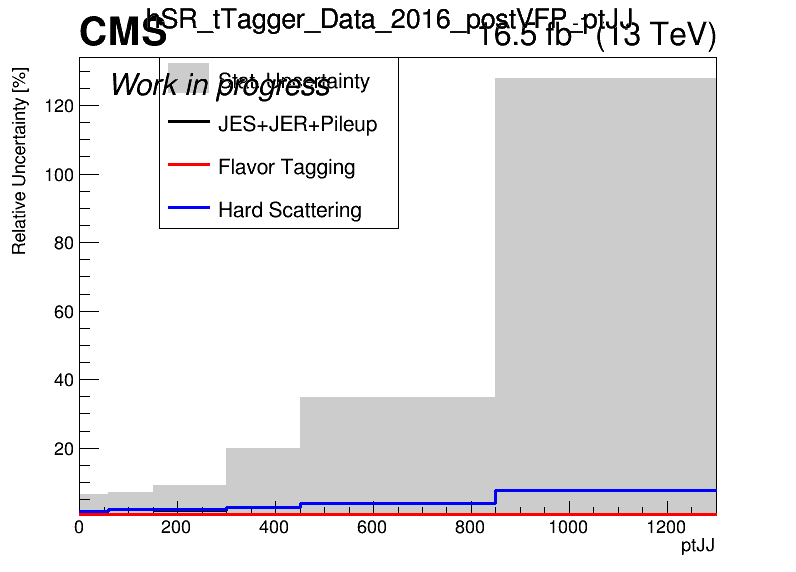 hSR_tTagger_Data_2016_postVFP_ptJJ
CMS
16.5 fb⁻ (13 TeV)
Work in progress
Stat. Uncertainty
JES+JER+Pileup
Flavor Tagging
Hard Scattering
Relative Uncertainty [%]
120
100
80
60
40
20
0 200 400 600 800 1000 1200
ptJJ